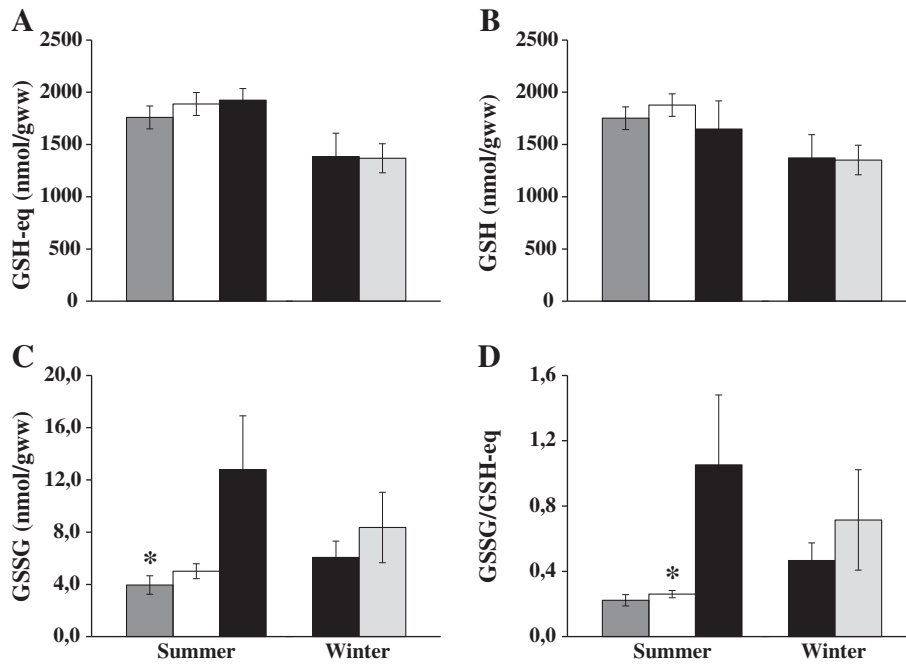 A
2500
2000
1500
1000
500
0
GSH-eq (nmol/gww)
B
2500
2000
1500
1000
500
0
GSH (nmol/gww)
C
20,0
16,0
12,0
8,0
4,0
0,0
GSSG (nmol/gww)
*
Summer Winter
D
1,6
1,2
0,8
0,4
0,0
GSSG/GSH-eq
*
Summer Winter